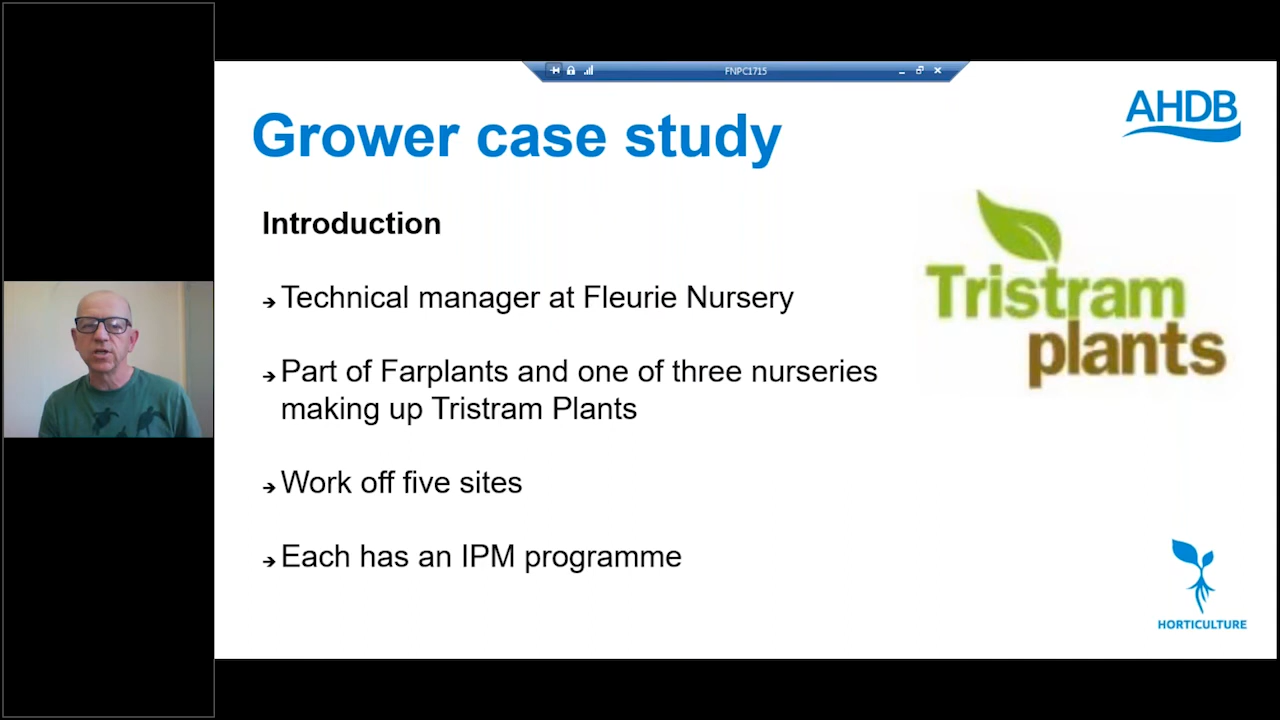 FNPC1715
AHDB
Grower case study
Introduction
Tristram
plants
➔ Technical manager at Fleurie Nursery
➔ Part of Farplants and one of three nurseries
making up Tristram Plants
➔ Work off five sites
➔ Each has an IPM programme
HORTICULTURE